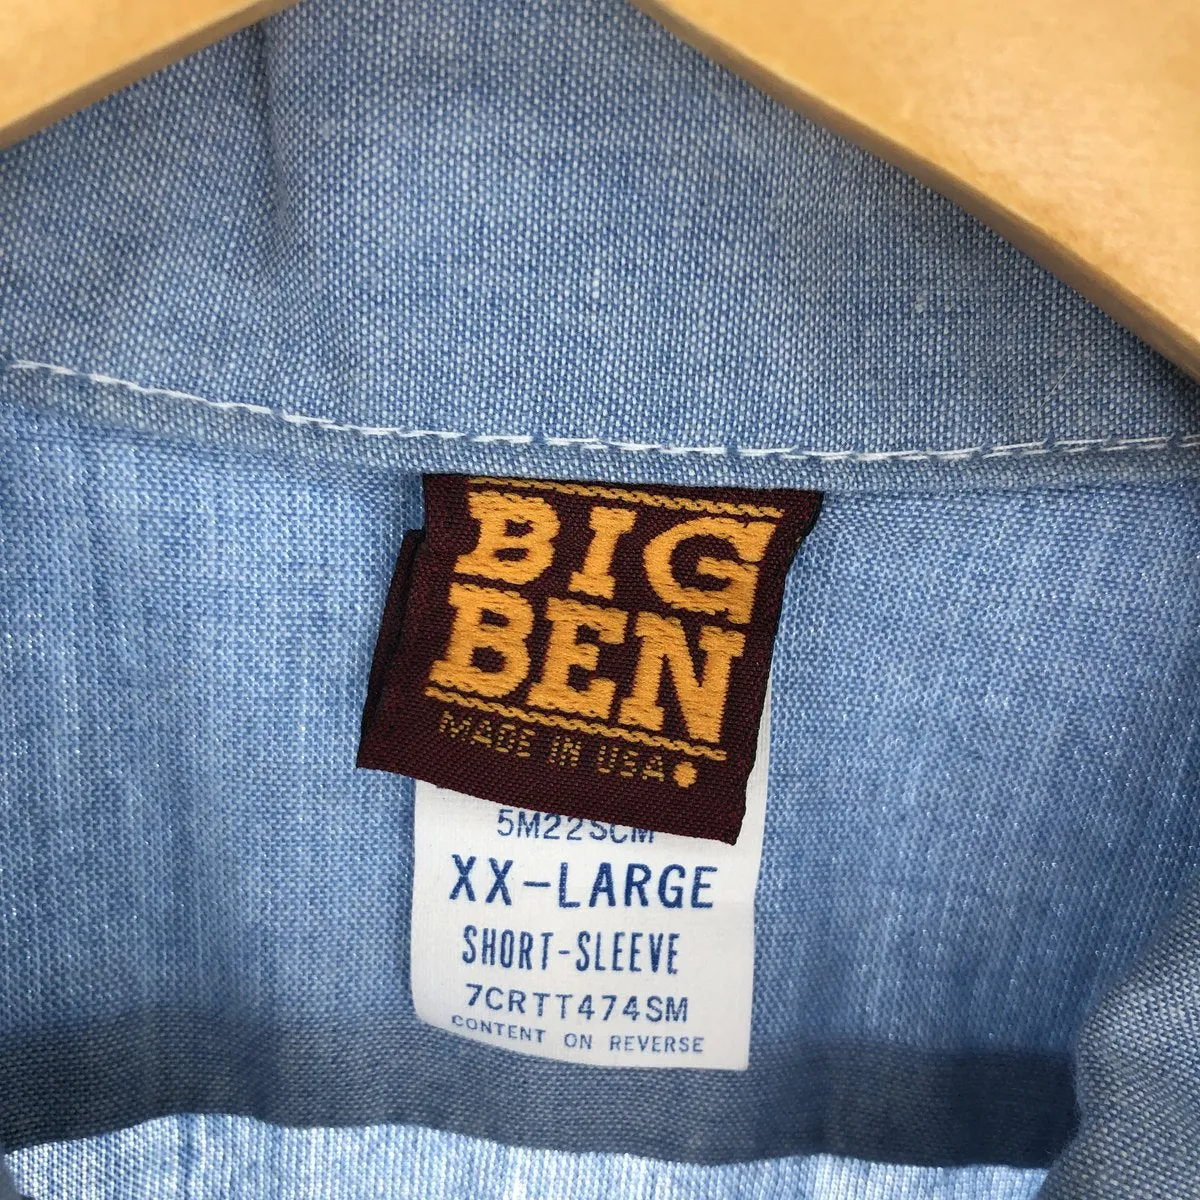 BIG
BEN
MADE IN USA
5M22SCM
XX-LARGE
SHORT-SLEEVE
7CRTT474SM
CONTENT ON REVERSE